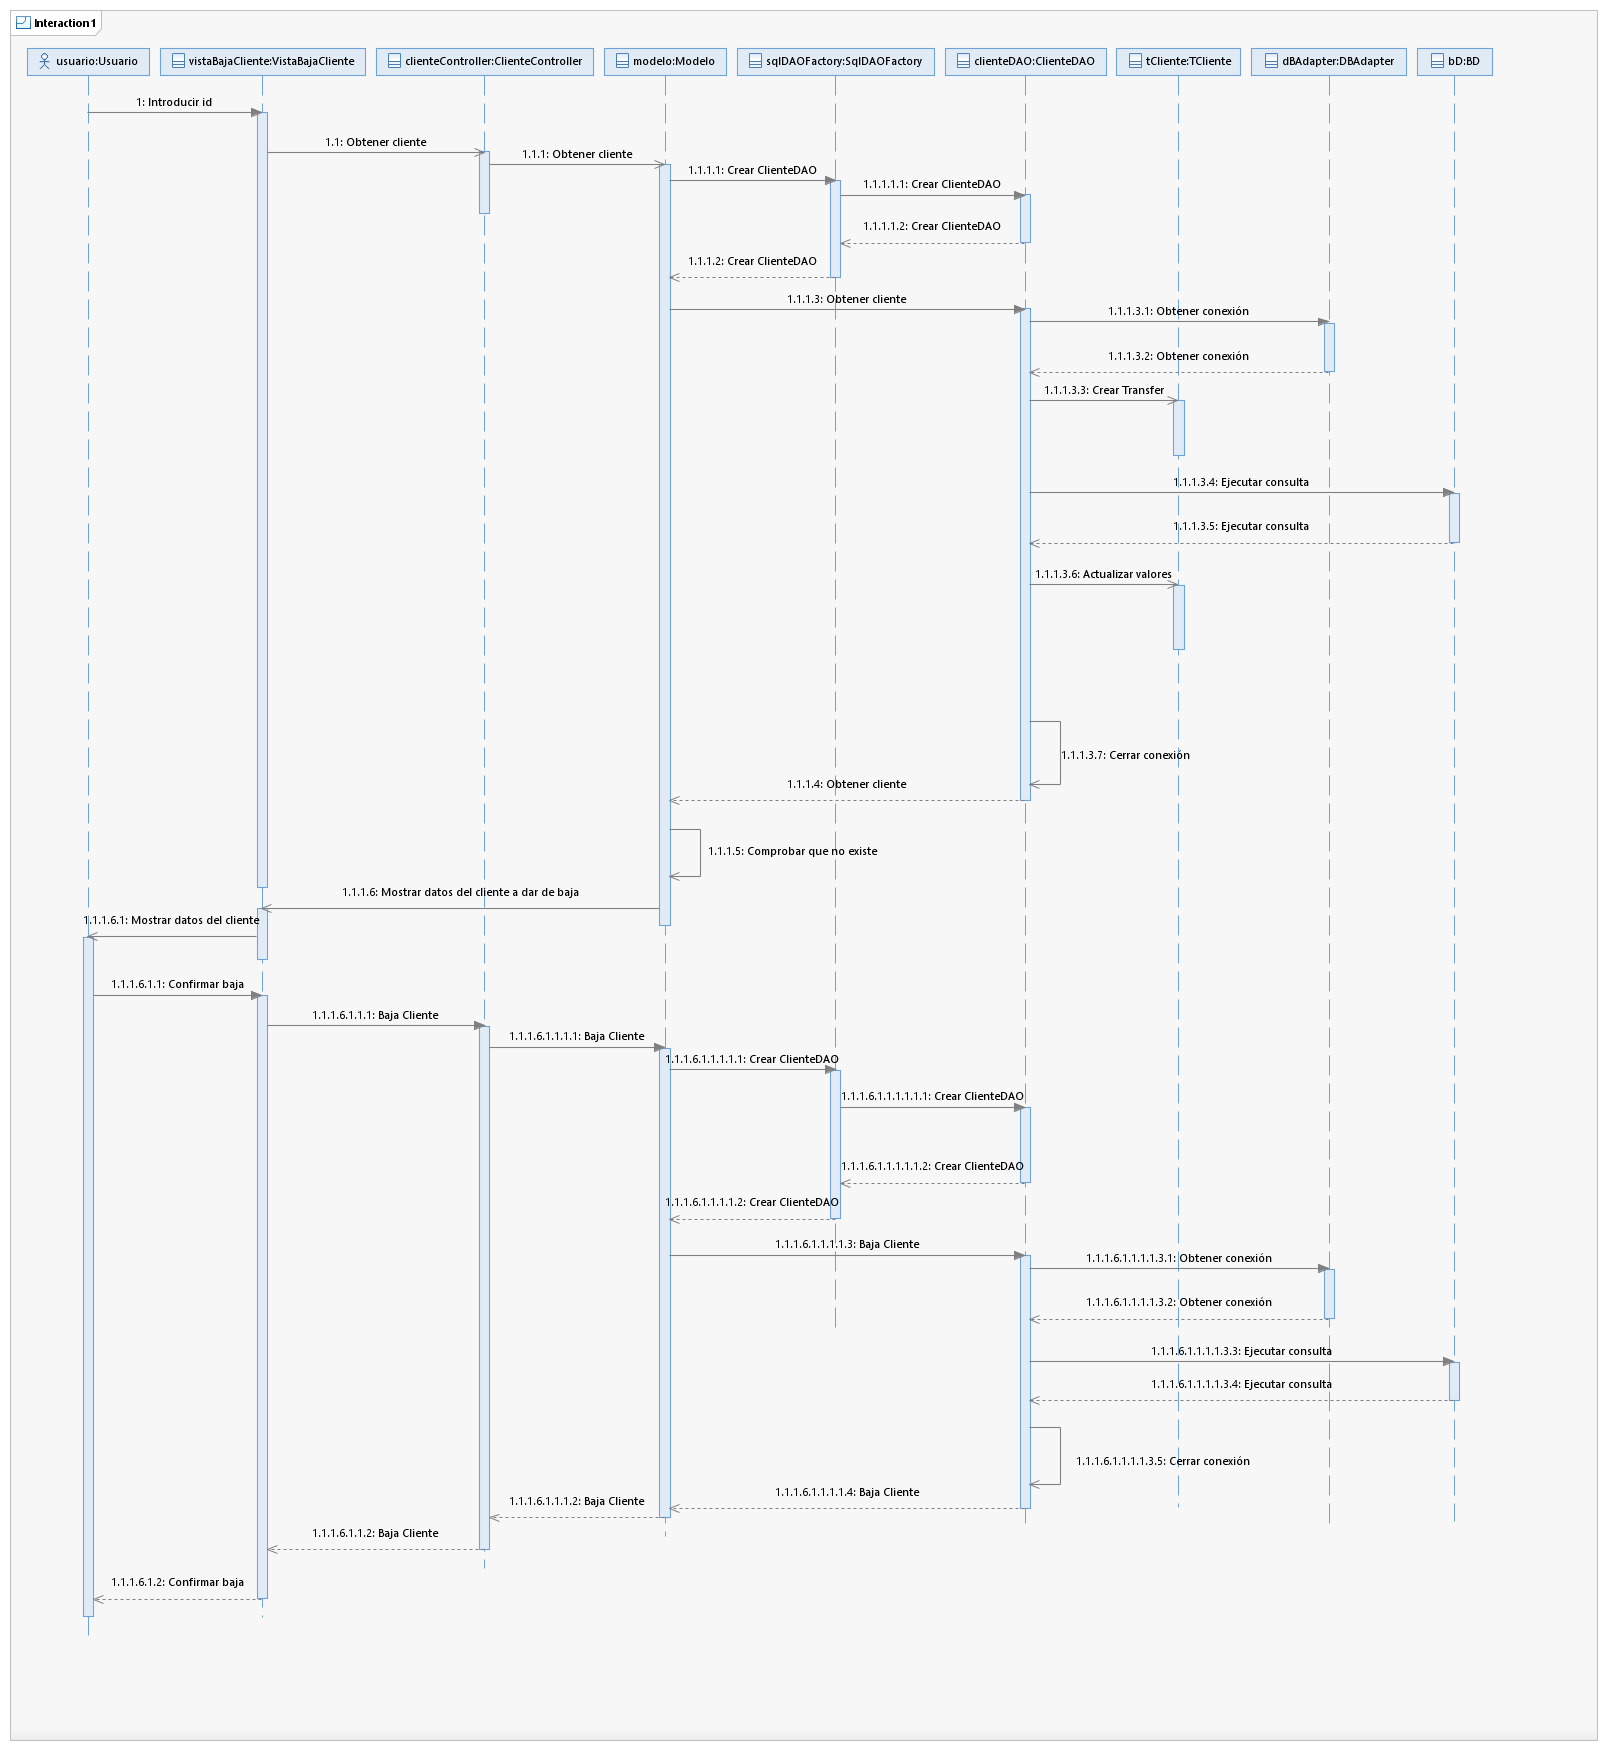 Interaction1
usuario:Usuario
vistaBajaCliente:VistaBajaCliente
clienteController:ClienteController
modelo:Modelo
sqlDAOFactory:SqlDAOFactory
clienteDAO:ClienteDAO
tCliente:TCliente
dBAdapter:DBAdapter
bD:BD
1: Introducir id
1.1: Obtener cliente
1.1.1: Obtener cliente
1.1.1.1: Crear ClienteDAO
1.1.1.1.1: Crear ClienteDAO
1.1.1.1.2: Crear ClienteDAO
1.1.1.2: Crear ClienteDAO
1.1.1.3: Obtener cliente
1.1.1.3.1: Obtener conexión
1.1.1.3.2: Obtener conexión
1.1.1.3.3: Crear Transfer
1.1.1.3.4: Ejecutar consulta
1.1.1.3.5: Ejecutar consulta
1.1.1.3.6: Actualizar valores
1.1.1.3.7: Cerrar conexión
1.1.1.4: Obtener cliente
1.1.1.5: Comprobar que no existe
1.1.1.6: Mostrar datos del cliente a dar de baja
1.1.1.6.1: Mostrar datos del cliente
1.1.1.6.1.1: Confirmar baja
1.1.1.6.1.1.1: Baja Cliente
1.1.1.6.1.1.1.1: Baja Cliente
1.1.1.6.1.1.1.1.1: Crear ClienteDAO
1.1.1.6.1.1.1.1.1.1: Crear ClienteDAO
1.1.1.6.1.1.1.1.1.2: Crear ClienteDAO
1.1.1.6.1.1.1.1.2: Crear ClienteDAO
1.1.1.6.1.1.1.1.3: Baja Cliente
1.1.1.6.1.1.1.1.3.1: Obtener conexión
1.1.1.6.1.1.1.1.3.2: Obtener conexión
1.1.1.6.1.1.1.1.3.3: Ejecutar consulta
1.1.1.6.1.1.1.1.3.4: Ejecutar consulta
1.1.1.6.1.1.1.1.3.5: Cerrar conexión
1.1.1.6.1.1.1.1.4: Baja Cliente
1.1.1.6.1.1.1.2: Baja Cliente
1.1.1.6.1.1.2: Baja Cliente
1.1.1.6.1.2: Confirmar baja